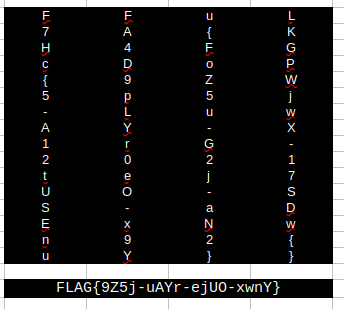 F F u L
7 A { K
H 4 F G
c D o P
{ 9 Z W
5 p 5 j
- L u w
A Y - X
1 r G -
2 0 2 1
t e j 7
U O - S
S - a D
E x N w
n 9 2 {
u Y } }
FLAG{9Z5j-uAYr-ejUO-xwnY}